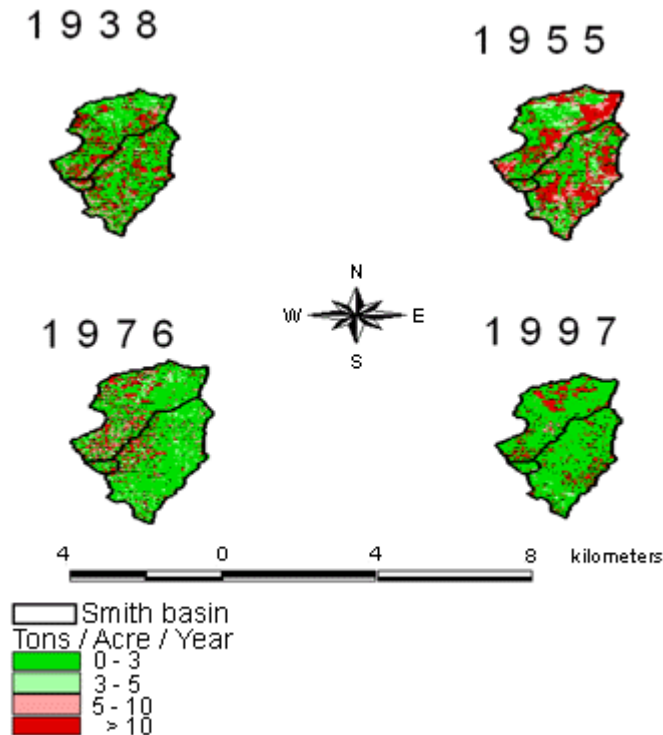 1 9 3 8
1 9 5 5
N
W E
S
1 9 7 6
1 9 9 7
4 0 4 8 kilometers
Smith basin
Tons / Acre / Year
0 - 3
3 - 5
5 - 10
> 10